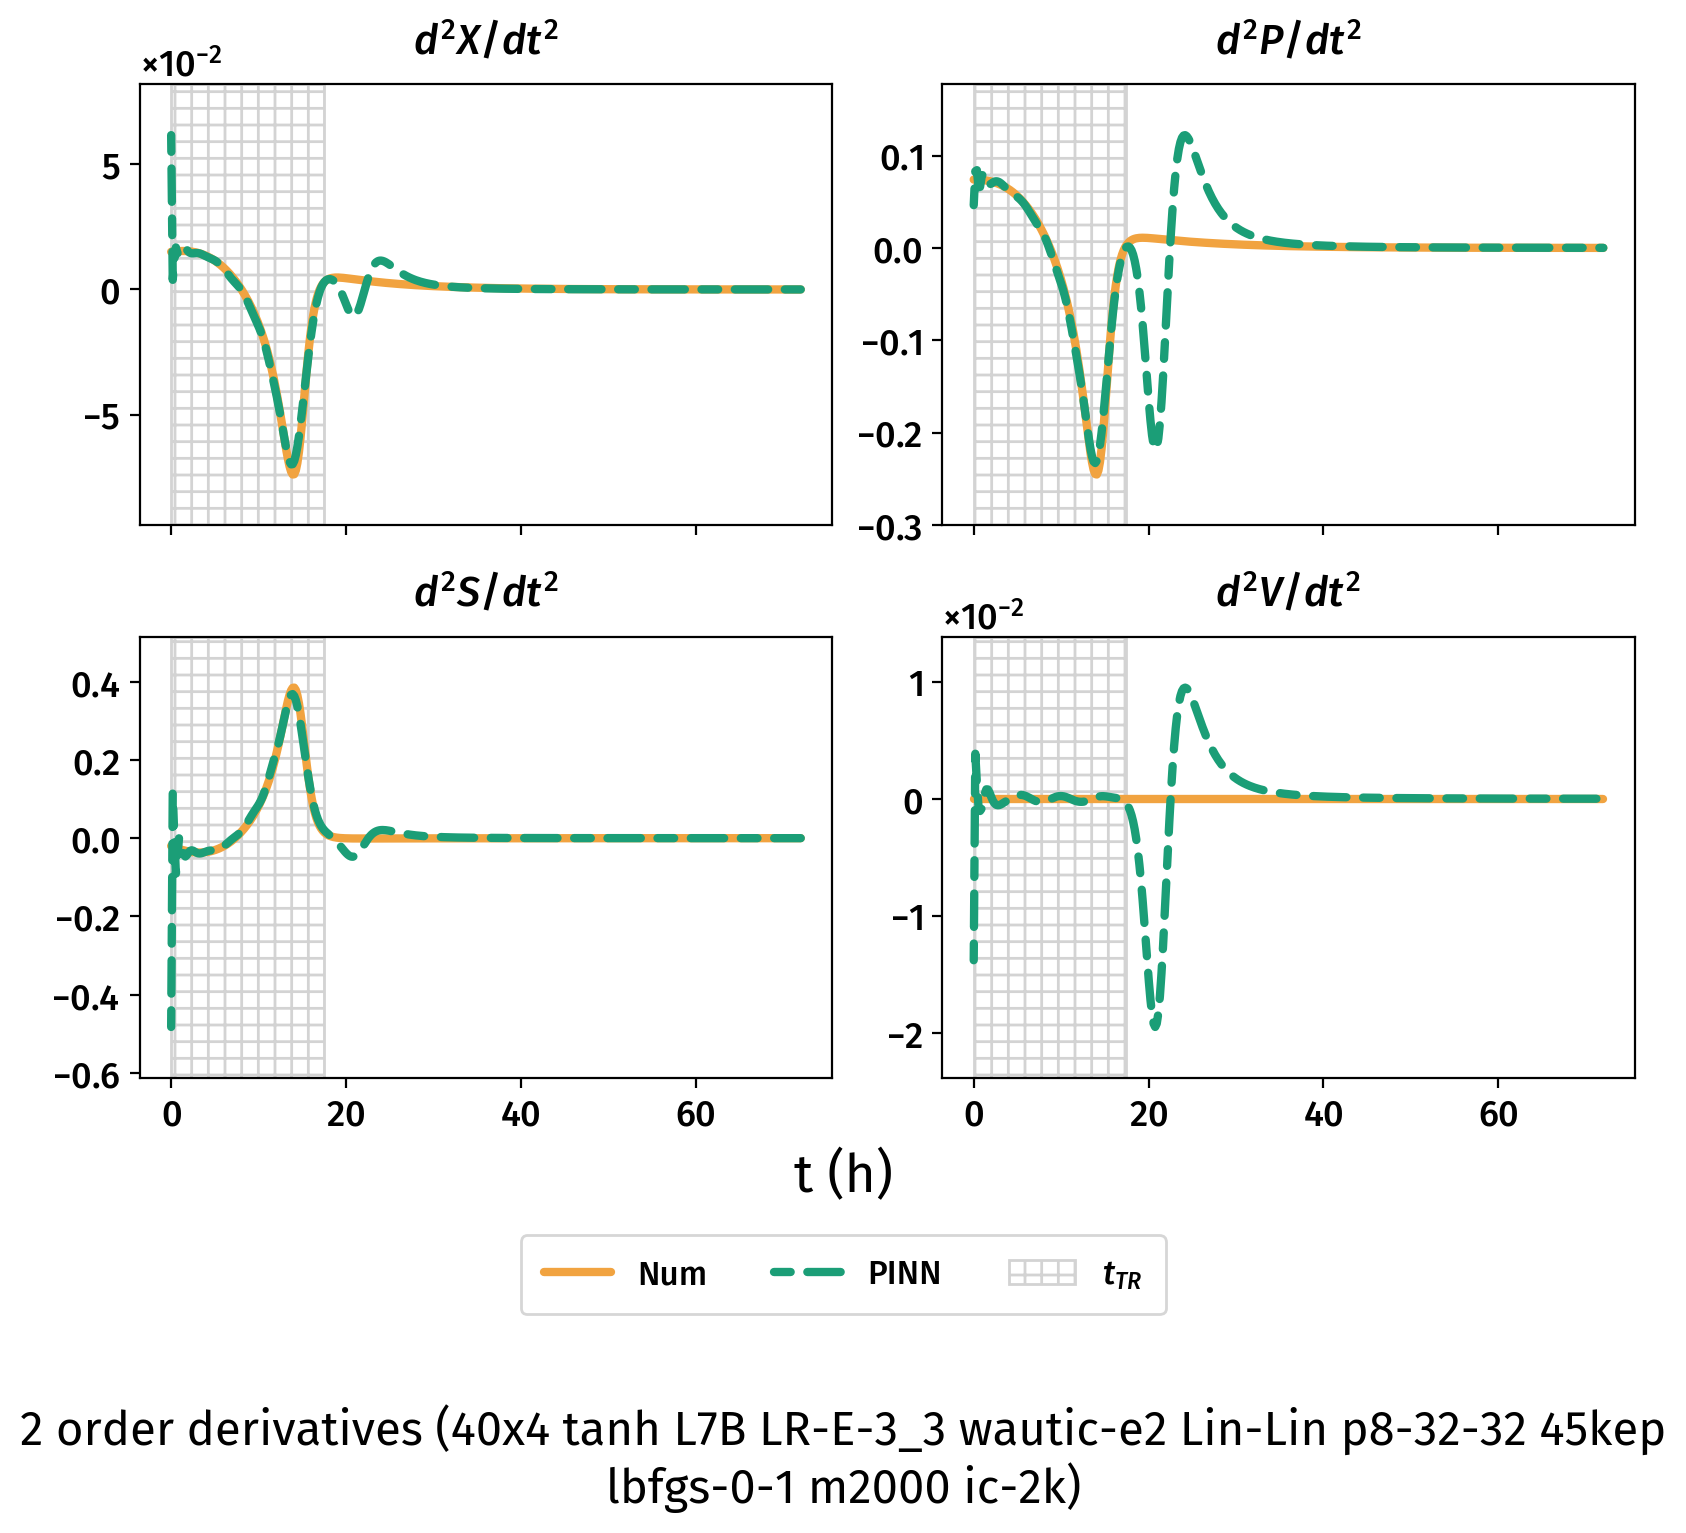 d²X/dt²
×10⁻²
5
0
−5
d²P/dt²
0.1
0.0
−0.1
−0.2
−0.3
d²S/dt²
0.4
0.2
0.0
−0.2
−0.4
−0.6
0 20 40 60
d²V/dt²
×10⁻²
1
0
−1
−2
0 20 40 60
t (h)
Num PINN t_TR
2 order derivatives (40x4 tanh L7B LR-E-3_3 wautic-e2 Lin-Lin p8-32-32 45kep
lbfgs-0-1 m2000 ic-2k)